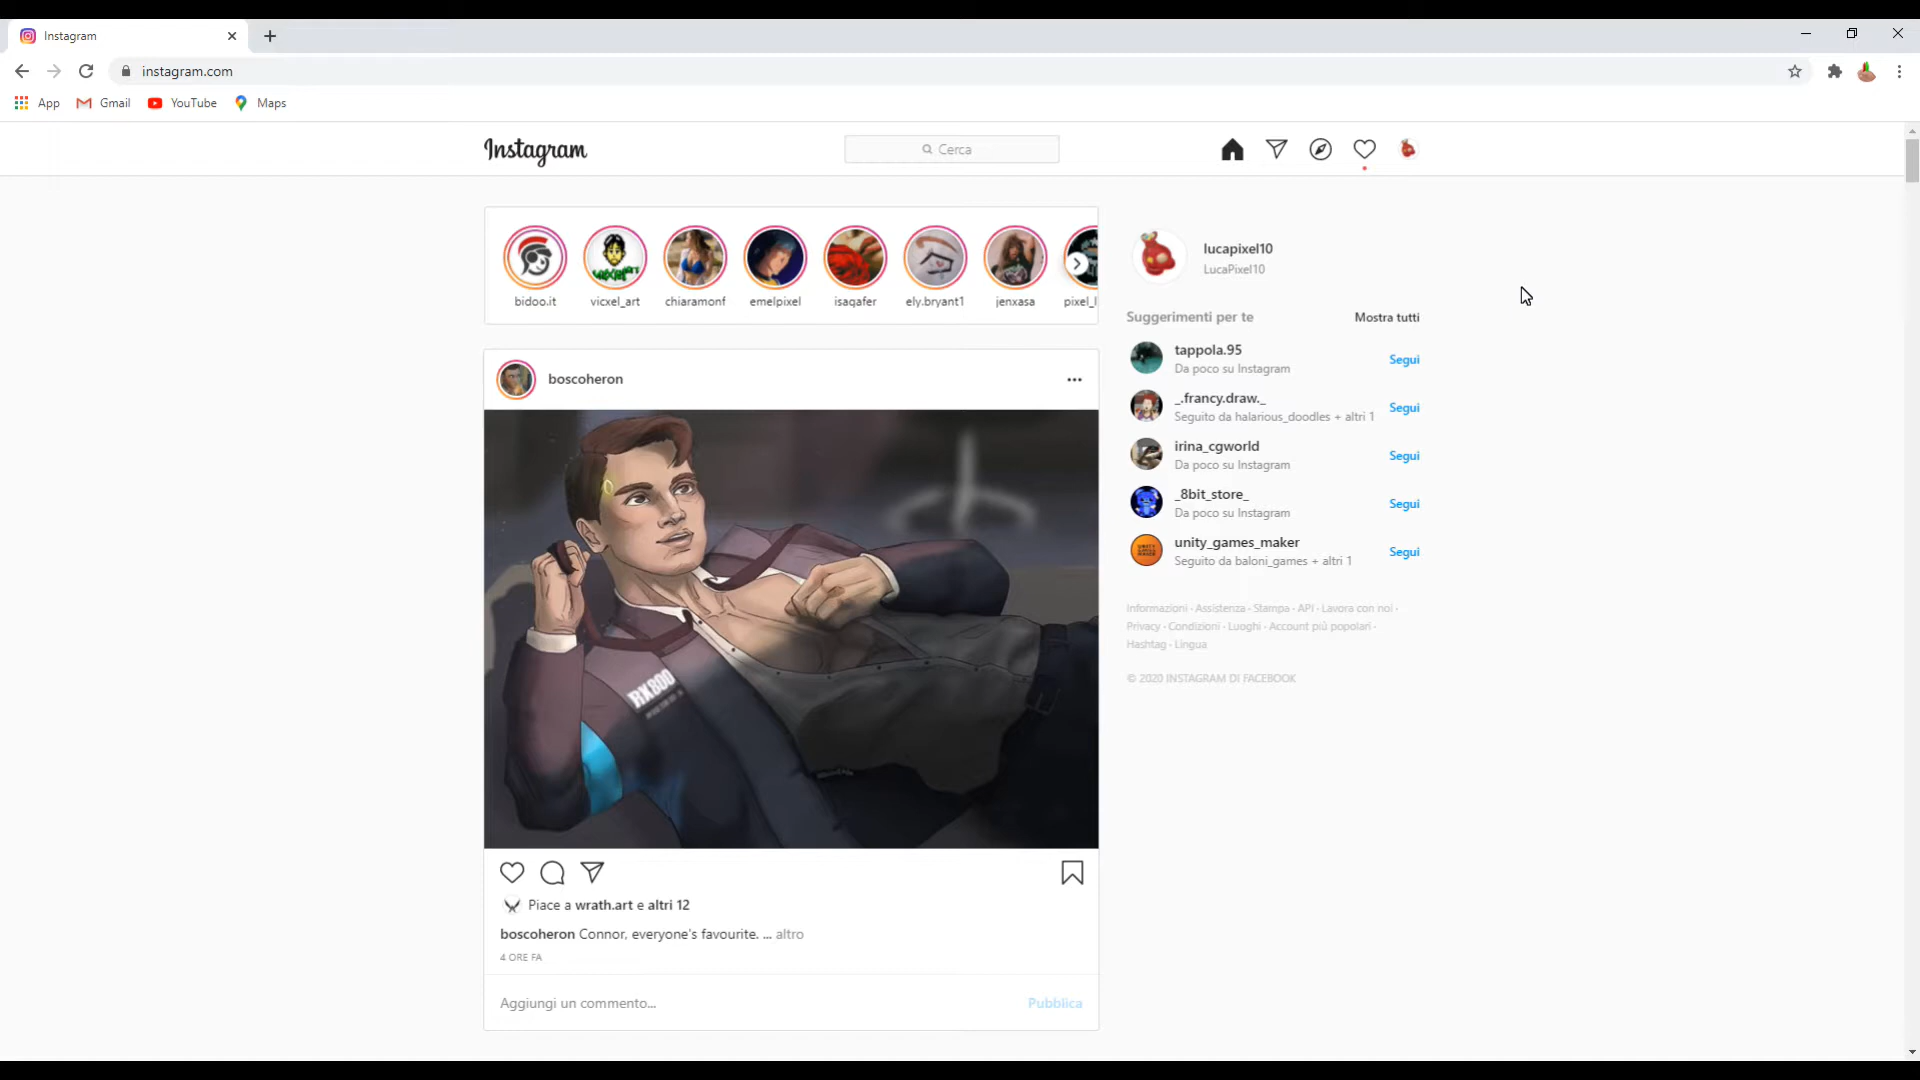 Instagram
instagram.com
App Gmail YouTube Maps
Instagram
Cerca
bidoo.it vicxel_art chiaramonf emelpixel isaqafer ely.bryant1 jenxasa pixel_l
lucapixel10
LucaPixel10
Suggerimenti per te Mostra tutti
tappola.95
Da poco su Instagram
Segui
_.francy.draw._
Seguito da halarious_doodles + altri 1
Segui
irina_cgworld
Da poco su Instagram
Segui
_8bit_store_
Da poco su Instagram
Segui
unity_games_maker
Seguito da baloni_games + altri 1
Segui
Informazioni · Assistenza · Stampa · API · Lavora con noi ·
Privacy · Condizioni · Luoghi · Account più popolari ·
Hashtag · Lingua
© 2020 INSTAGRAM DI FACEBOOK
boscoheron
RX800
Piace a wrath.art e altri 12
boscoheron Connor, everyone's favourite. ... altro
4 ORE FA
Aggiungi un commento... Pubblica